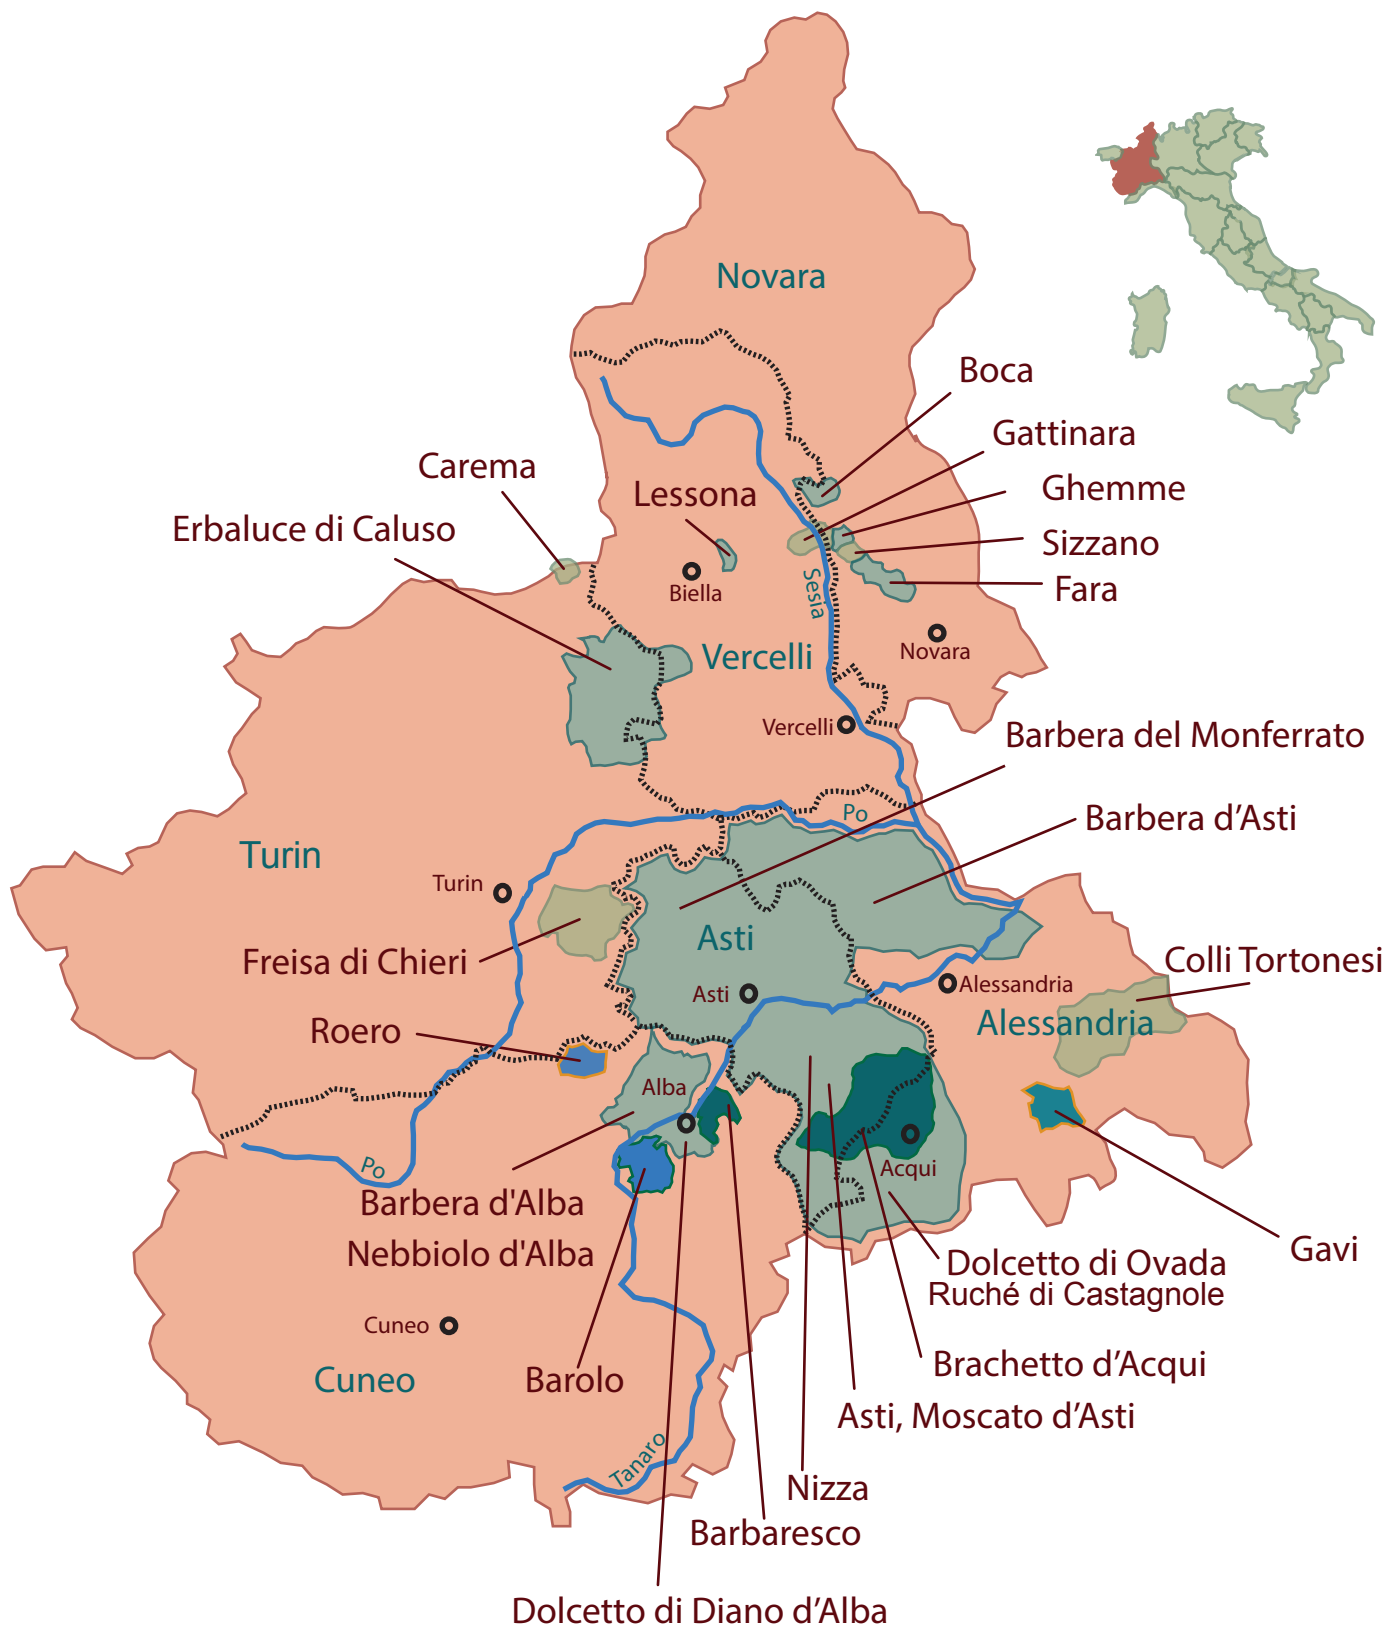 Novara
Boca
Gattinara
Carema
Lessona
Ghemme
Erbaluce di Caluso
Sizzano
Biella
Sesia
Fara
Vercelli
Novara
Vercelli
Barbera del Monferrato
Po
Barbera d'Asti
Turin
Turin
Asti
Freisa di Chieri
Colli Tortonesi
Asti
Alessandria
Roero
Alessandria
Alba
Po
Acqui
Barbera d'Alba
Nebbiolo d'Alba
Gavi
Dolcetto di Ovada
Ruché di Castagnole
Cuneo
Cuneo
Barolo
Brachetto d'Acqui
Asti, Moscato d'Asti
Tanaro
Nizza
Barbaresco
Dolcetto di Diano d'Alba